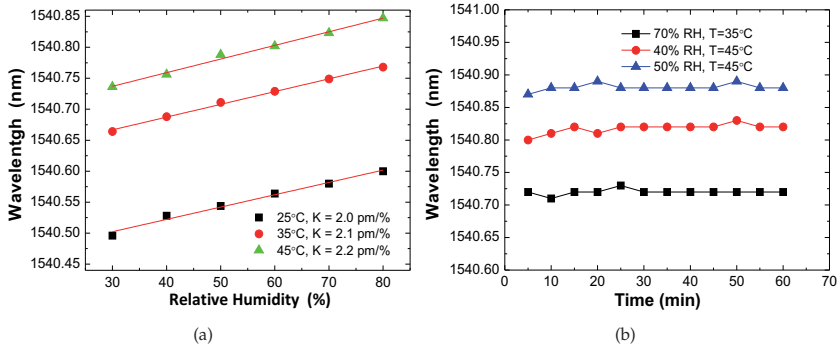 1540.85
1540.80
1540.75
1540.70
1540.65
1540.60
1540.55
1540.50
1540.45
Wavelentgh (nm)
25°C, K = 2.0 pm/%
35°C, K = 2.1 pm/%
45°C, K = 2.2 pm/%
30 40 50 60 70 80
Relative Humidity (%)
(a)
1541.00
1540.95
1540.90
1540.85
1540.80
1540.75
1540.70
1540.65
1540.60
Wavelength (nm)
70% RH, T=35°C
40% RH, T=45°C
50% RH, T=45°C
0 10 20 30 40 50 60 70
Time (min)
(b)